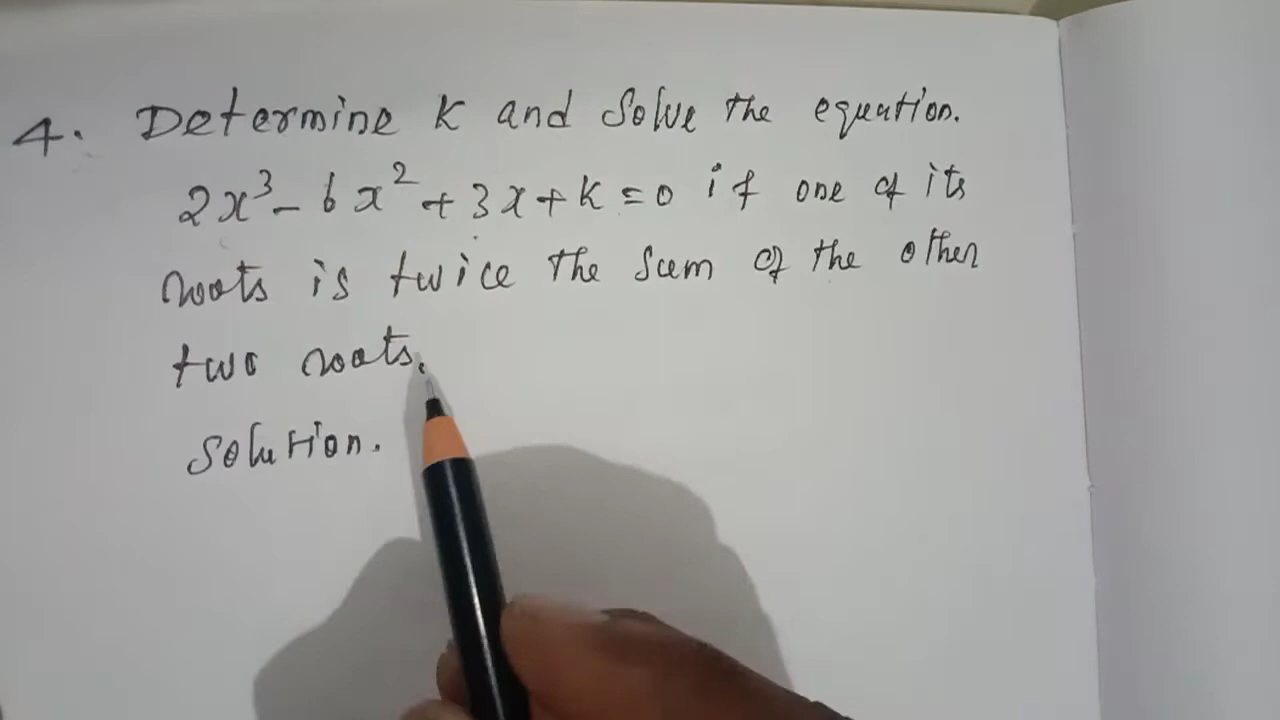 4. Determine K and Solve the equation.
2x³ - 6x² + 3x + k = 0 if one of its
roots is twice the sum of the other
two roots.
Solution.